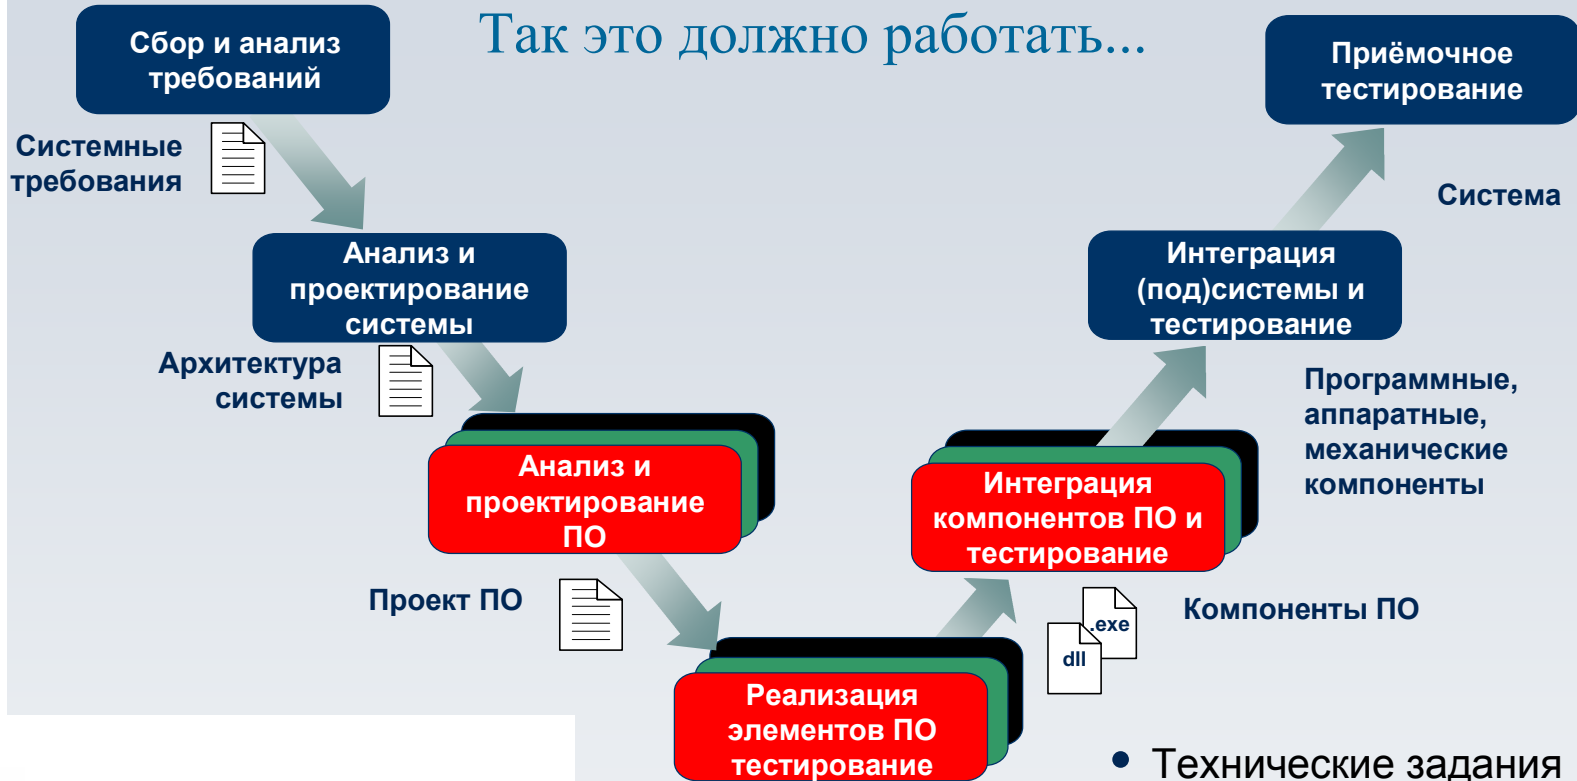 Так это должно работать...
Сбор и анализ
требований
Приёмочное
тестирование
Системные
требования
Система
Анализ и
проектирование
системы
Интеграция
(под)системы и
тестирование
Архитектура
системы
Программные,
аппаратные,
механические
компоненты
Анализ и
проектирование
ПО
Интеграция
компонентов ПО и
тестирование
Проект ПО
Компоненты ПО
.exe
dll
Реализация
элементов ПО
тестирование
• Технические задания